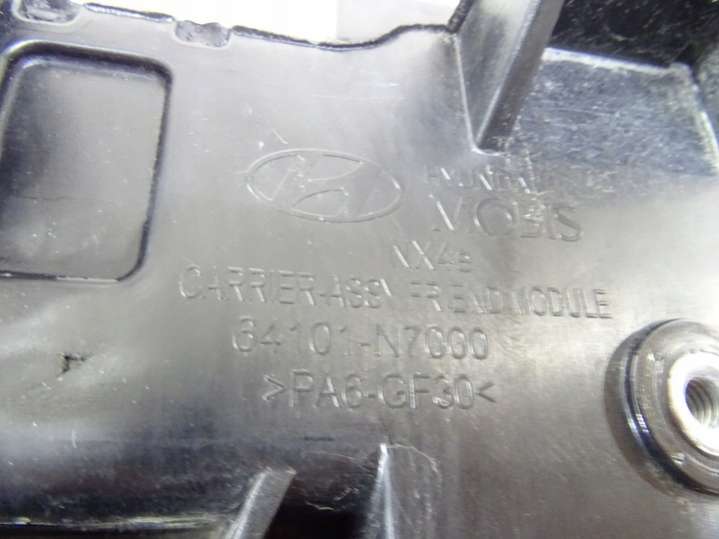 HYUNDAI
MOBIS
NX4e
CARRIER ASSY FR END MODULE
64101-N7000
>PA6-GF30<